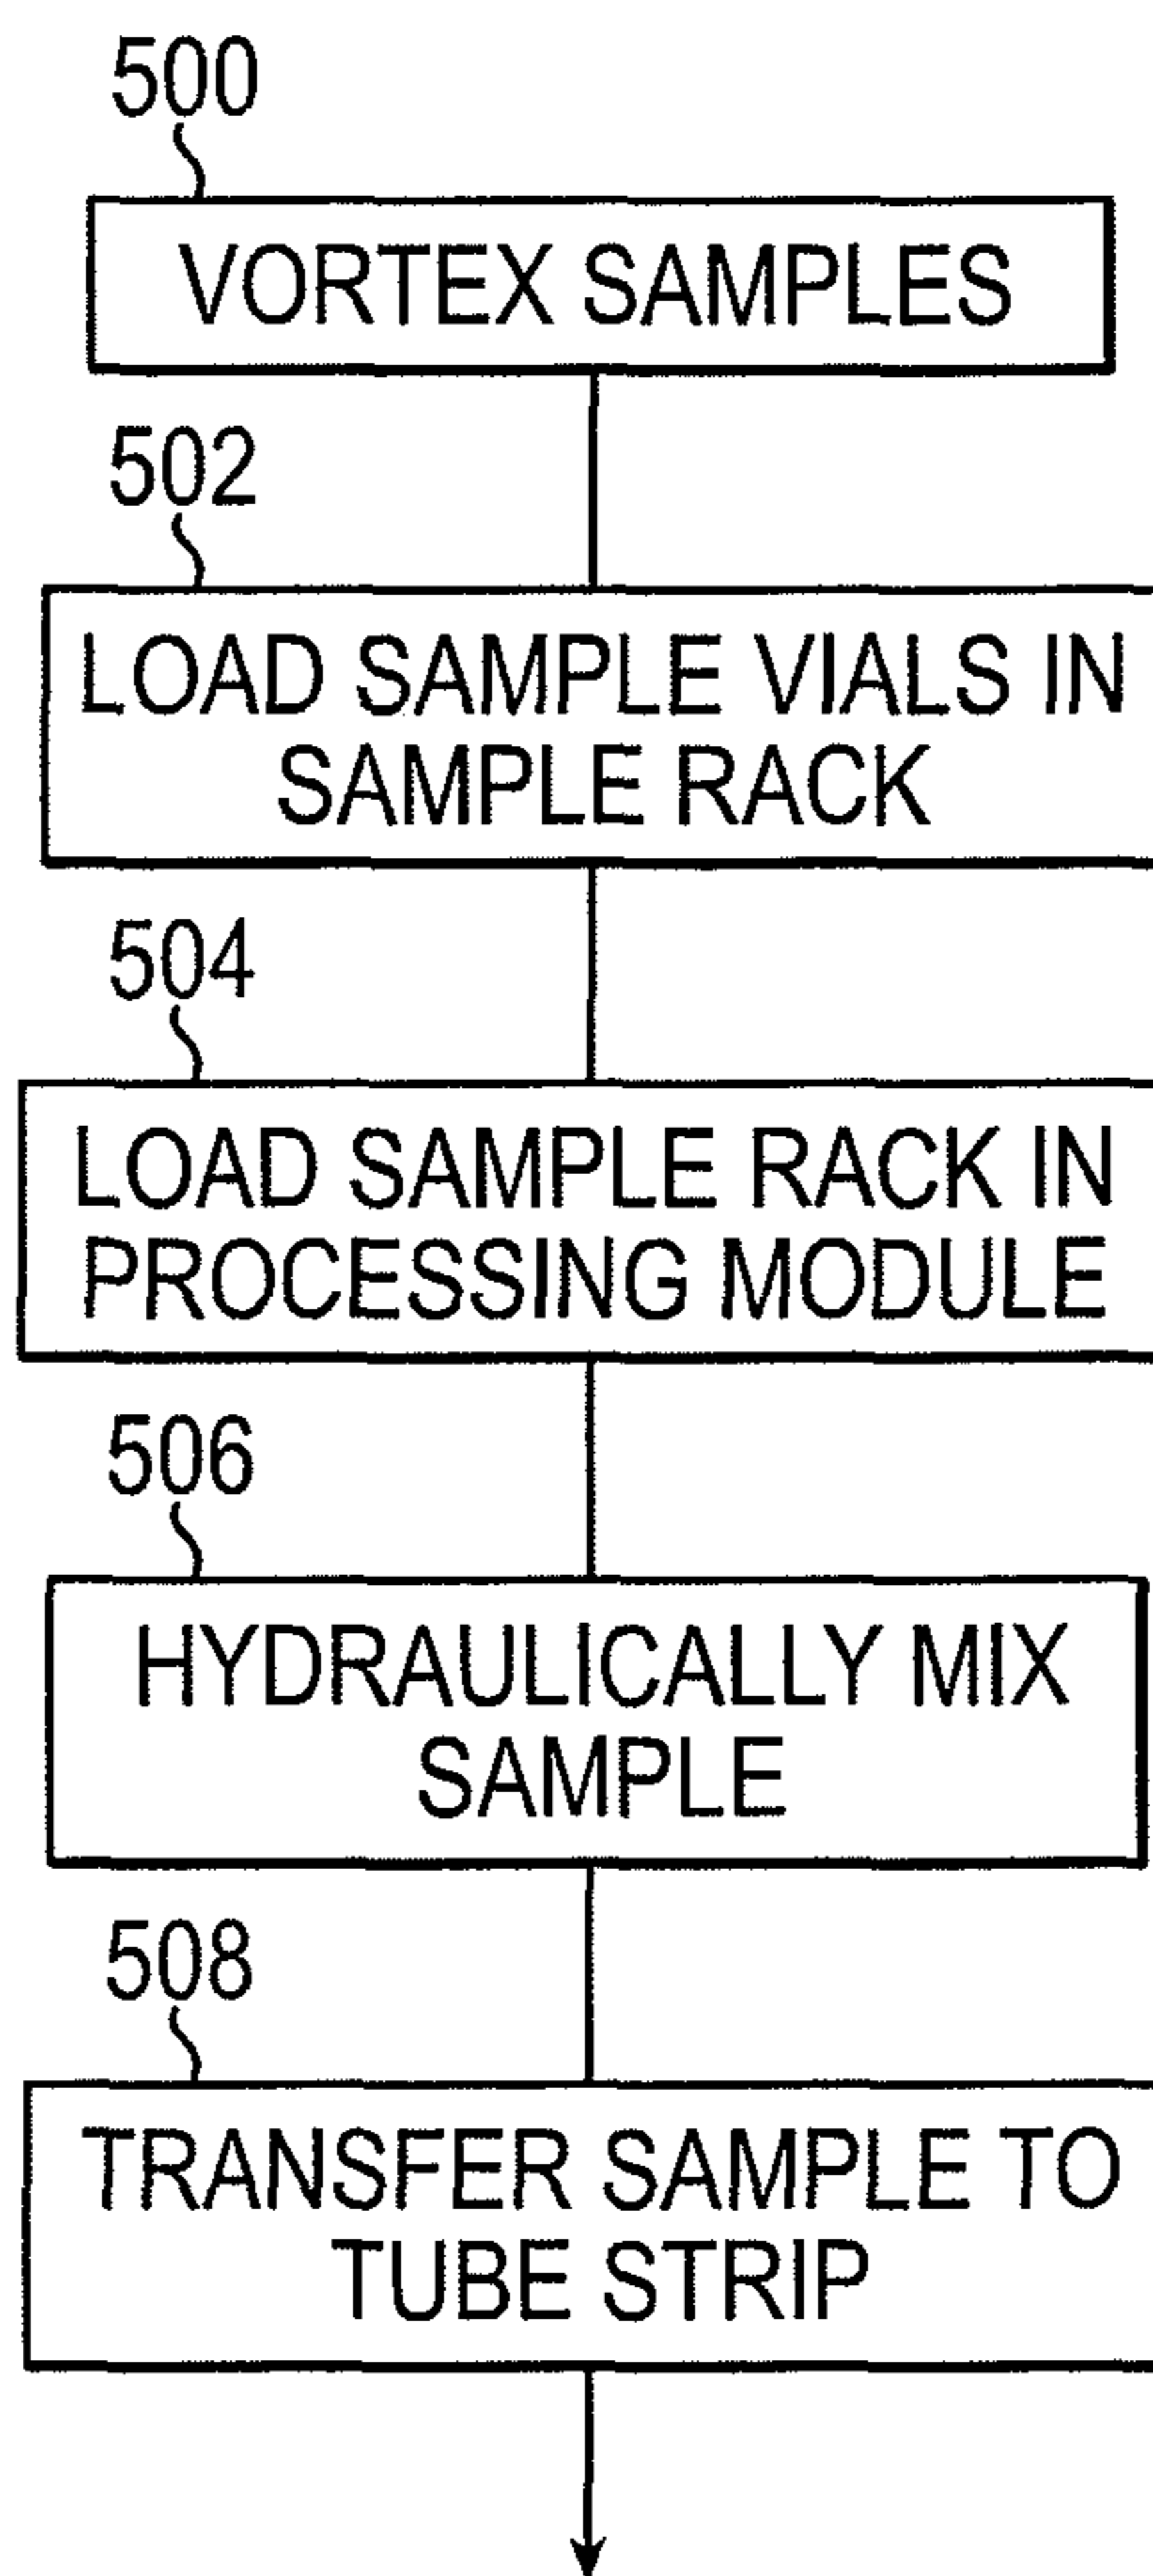 500
VORTEX SAMPLES
502
LOAD SAMPLE VIALS IN
SAMPLE RACK
504
LOAD SAMPLE RACK IN
PROCESSING MODULE
506
HYDRAULICALLY MIX
SAMPLE
508
TRANSFER SAMPLE TO
TUBE STRIP